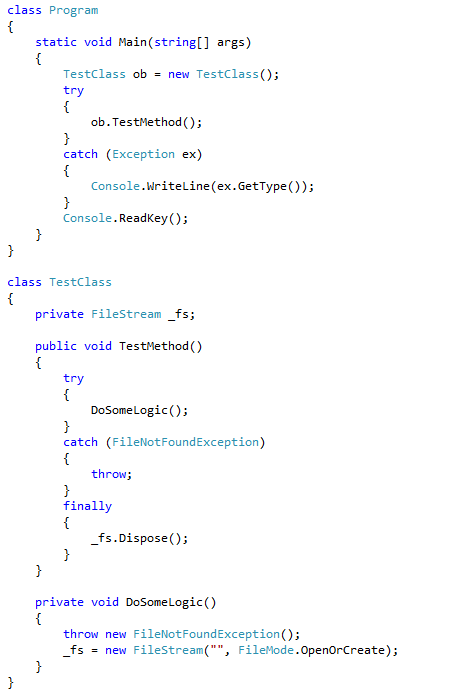 class Program
{
    static void Main(string[] args)
    {
        TestClass ob = new TestClass();
        try
        {
            ob.TestMethod();
        }
        catch (Exception ex)
        {
            Console.WriteLine(ex.GetType());
        }
        Console.ReadKey();
    }
}

class TestClass
{
    private FileStream _fs;

    public void TestMethod()
    {
        try
        {
            DoSomeLogic();
        }
        catch (FileNotFoundException)
        {
            throw;
        }
        finally
        {
            _fs.Dispose();
        }
    }

    private void DoSomeLogic()
    {
        throw new FileNotFoundException();
        _fs = new FileStream("", FileMode.OpenOrCreate);
    }
}